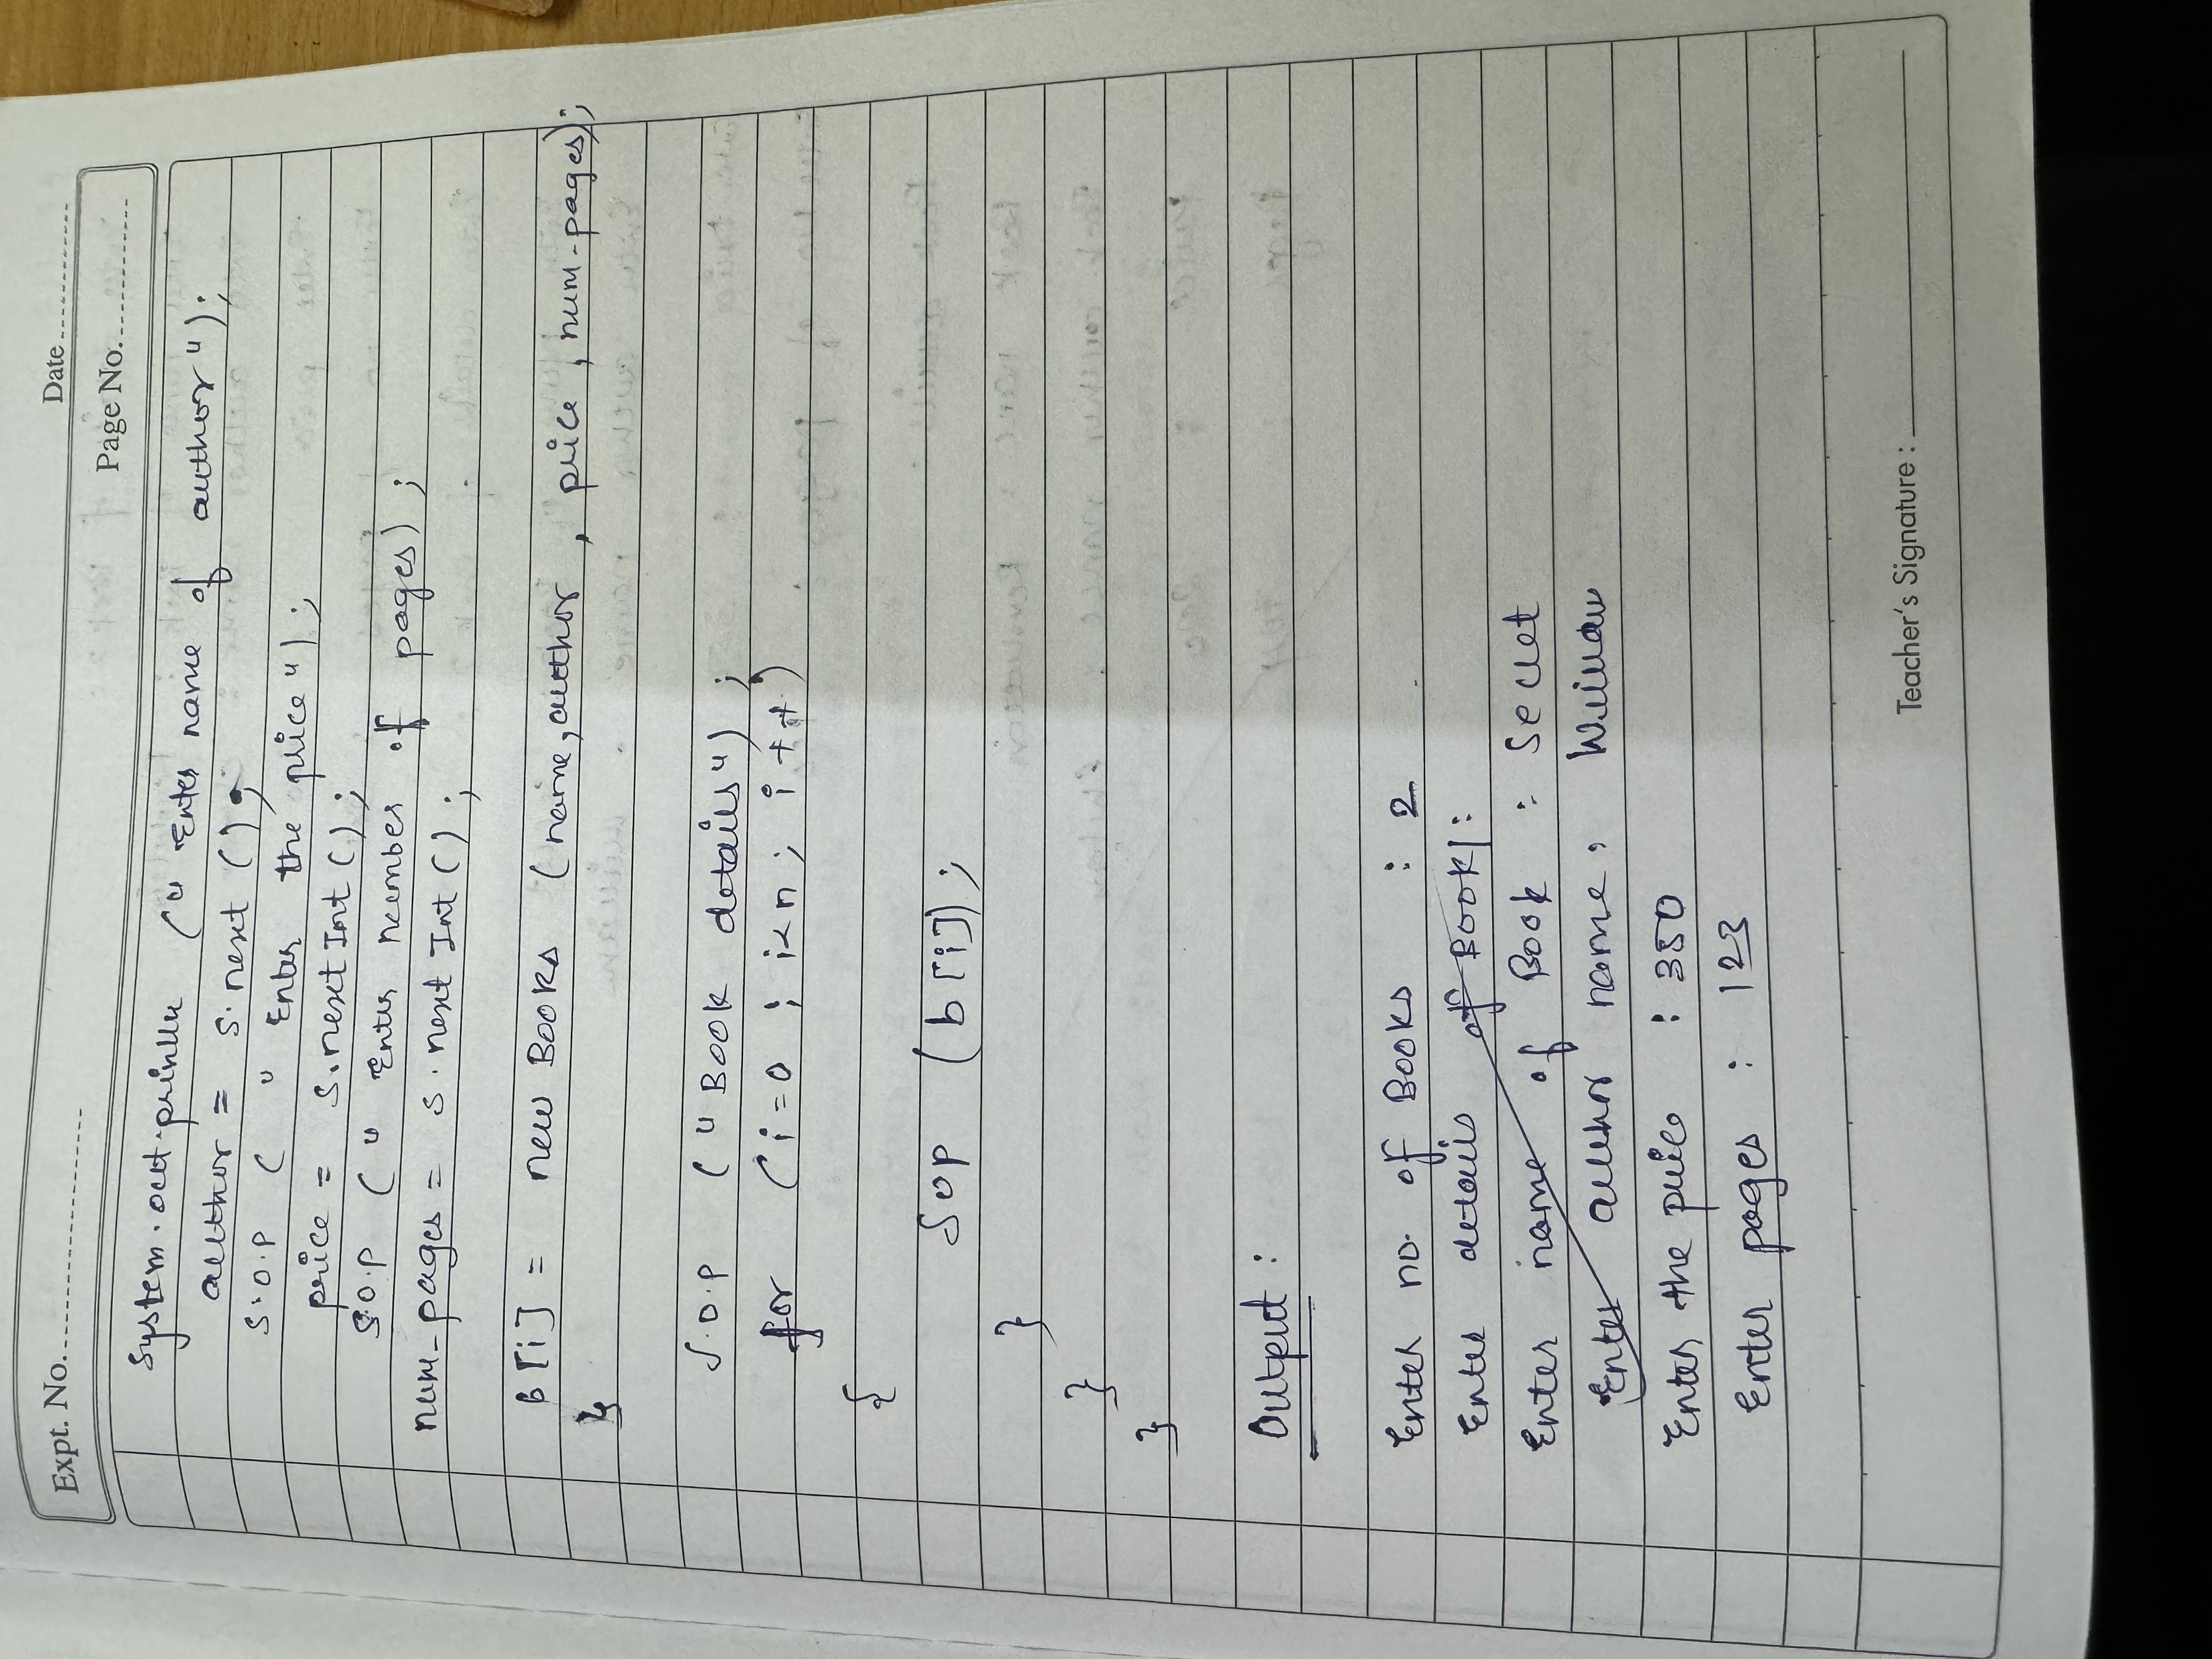 Expt. No.
Date
Page No.
System.out.println (" Enter name of author");
author = s.next ();
S.O.P ( " Enter the price");
price = s.nextInt ();
S.O.P (" Enter number of pages);
num_pages = s.nextInt ();
b[i] = new Books (name, author, price, num_pages);
}
S.O.P ("Book details");
for (i=0 ; i<n; i++)
{
SOP (b[i]);
}
}
}
Output :
Enter no. of Books : 2
Enter details of Book1:
Enter name of Book : Secret
Enter author name:
Enter the price : 350
Enter pages : 123
Teacher's Signature :